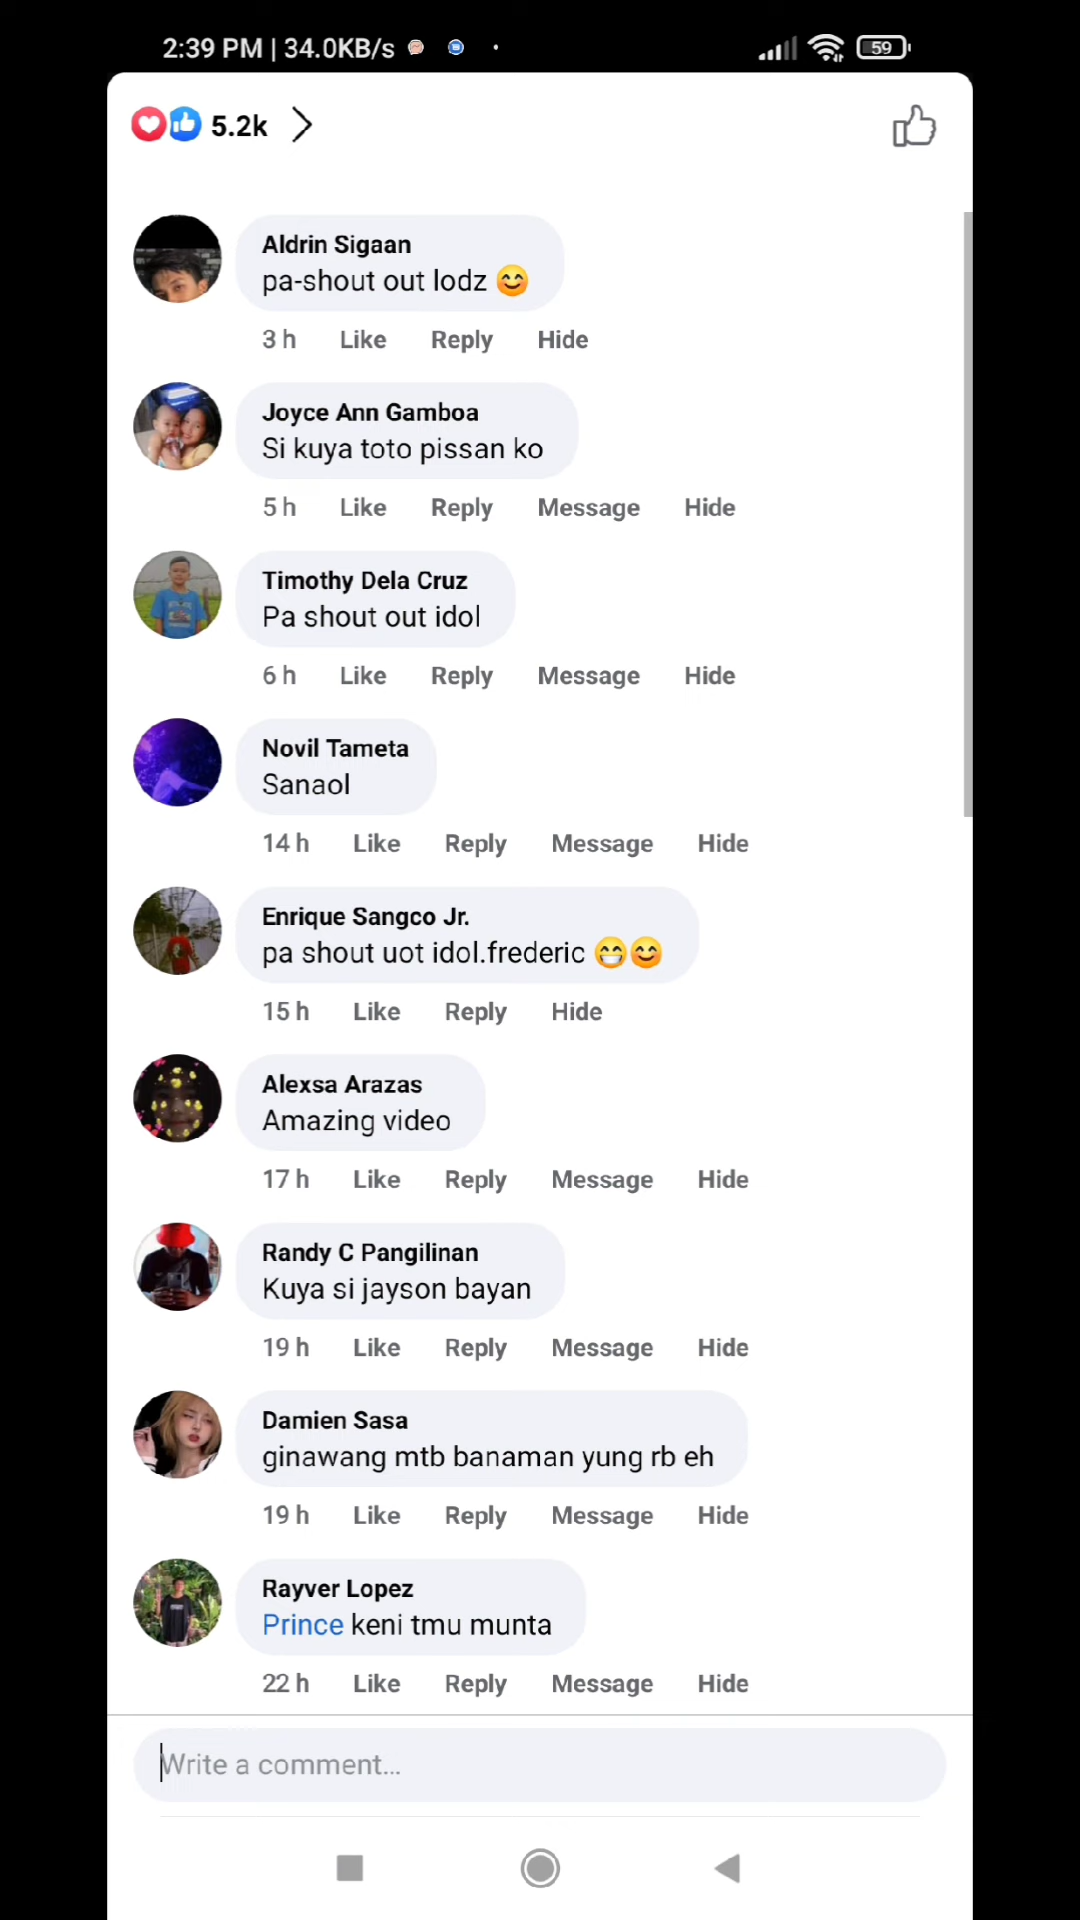 2:39 PM | 34.0KB/s
59
5.2k
Aldrin Sigaan
pa-shout out lodz 😊
3 h Like Reply Hide
Joyce Ann Gamboa
Si kuya toto pissan ko
5 h Like Reply Message Hide
Timothy Dela Cruz
Pa shout out idol
6 h Like Reply Message Hide
Novil Tameta
Sanaol
14 h Like Reply Message Hide
Enrique Sangco Jr.
pa shout uot idol.frederic 😁😊
15 h Like Reply Hide
Alexsa Arazas
Amazing video
17 h Like Reply Message Hide
Randy C Pangilinan
Kuya si jayson bayan
19 h Like Reply Message Hide
Damien Sasa
ginawang mtb banaman yung rb eh
19 h Like Reply Message Hide
Rayver Lopez
Prince keni tmu munta
22 h Like Reply Message Hide
Write a comment...